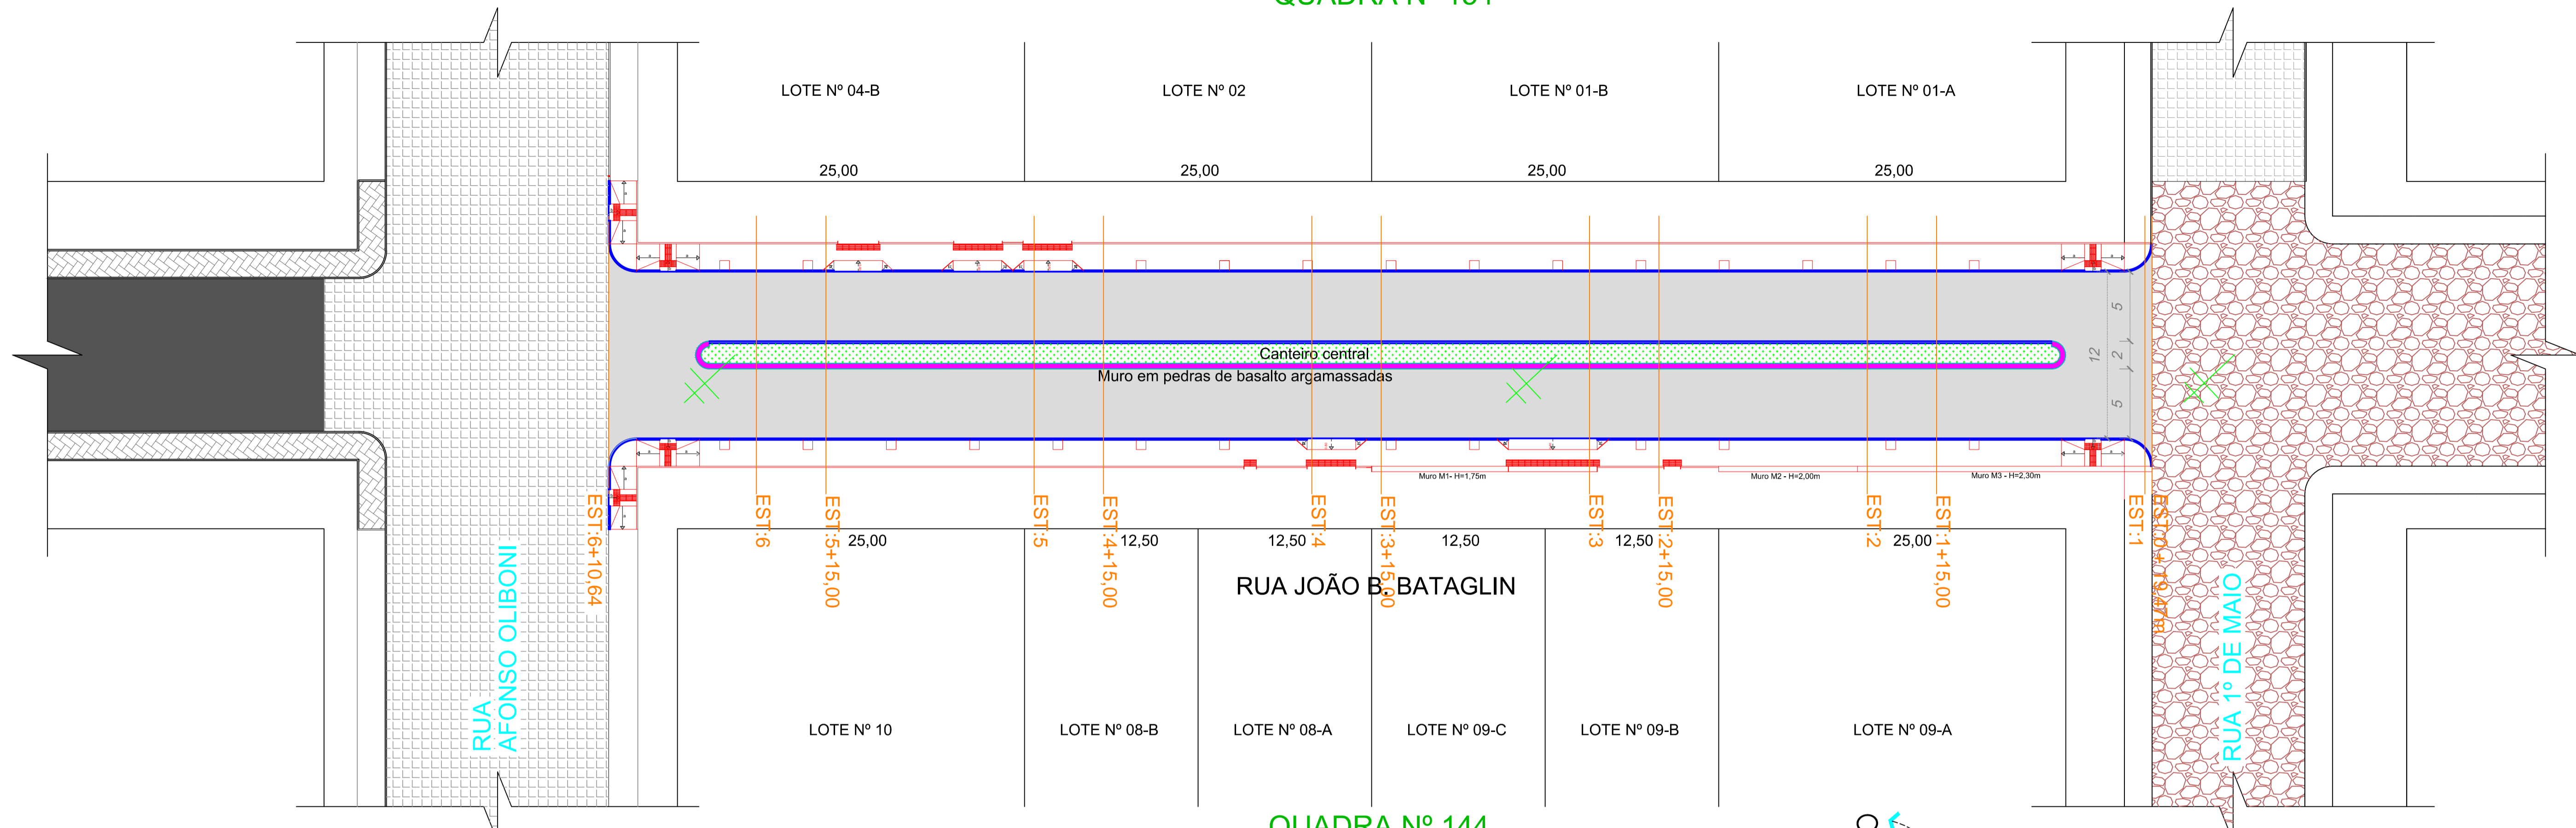 LOTE Nº 04-B
LOTE Nº 02
LOTE Nº 01-B
LOTE Nº 01-A
25,00
25,00
25,00
25,00
Canteiro central
Muro em pedras de basalto argamassadas
5
12
2
5
Muro M1- H=1,75m
Muro M2 - H=2,00m
Muro M3 - H=2,30m
EST:6+10,64
EST:6
EST:5+15,00
EST:5
EST:4+15,00
EST:4
EST:3+15,00
EST:3
EST:2+15,00
EST:2
EST:1+15,00
EST:1
EST:0 + 19,47m
25,00
12,50
12,50
12,50
12,50
25,00
RUA JOÃO B. BATAGLIN
RUA
AFONSO OLIBONI
RUA 1º DE MAIO
LOTE Nº 10
LOTE Nº 08-B
LOTE Nº 08-A
LOTE Nº 09-C
LOTE Nº 09-B
LOTE Nº 09-A
QUADRA Nº 144